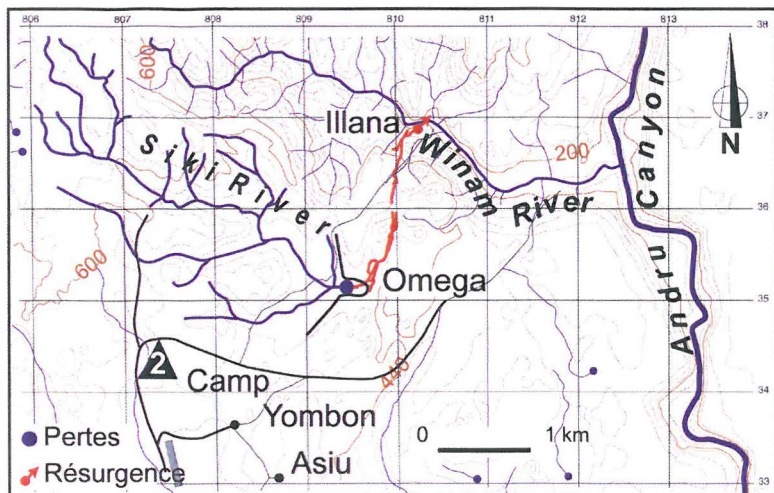 806 807 808 809 810 811 812 813
38
600
37
Illana
N
Siki River
Winam River
200
Andru Canyon
36
600
Omega
35
2
Camp
440
34
Yombon
Pertes
0 1 km
Asiu
Résurgence
33